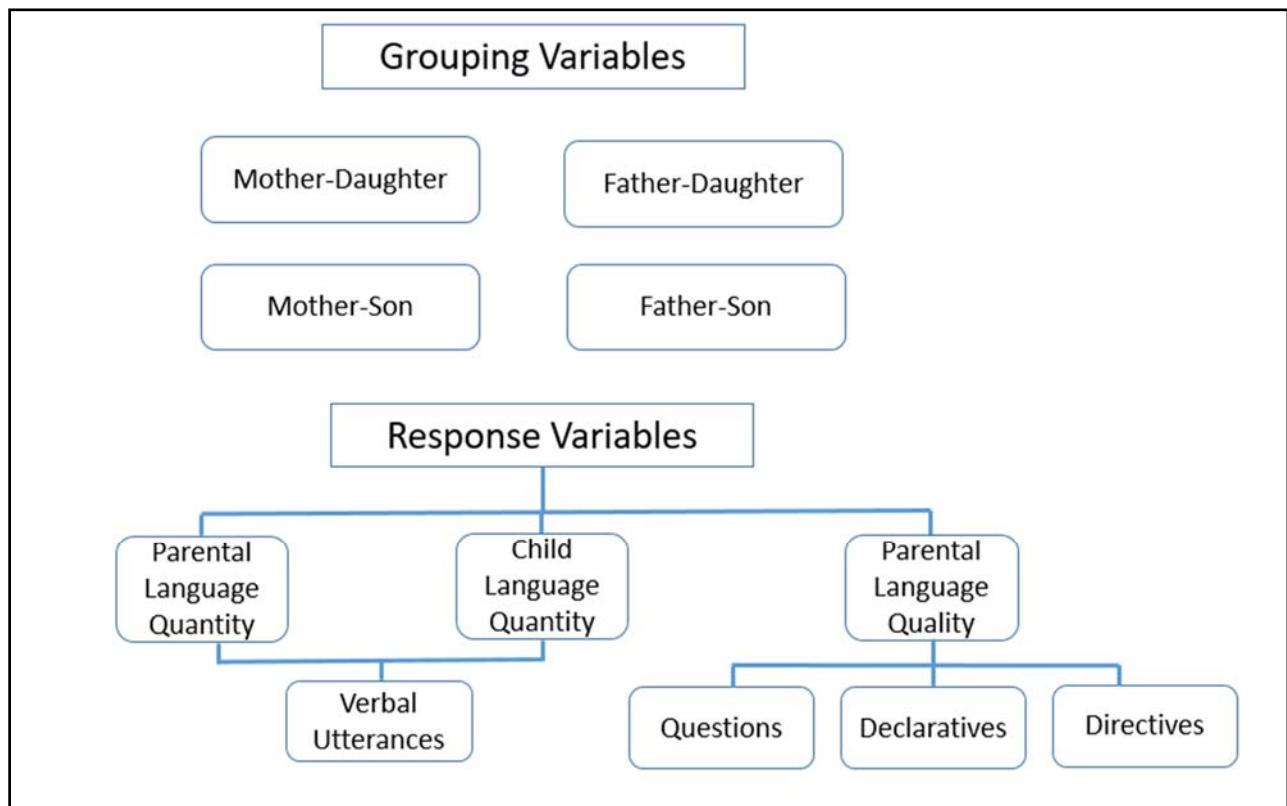 Grouping Variables
Mother-Daughter
Father-Daughter
Mother-Son
Father-Son
Response Variables
Parental
Language
Quantity
Child
Language
Quantity
Parental
Language
Quality
Verbal
Utterances
Questions
Declaratives
Directives